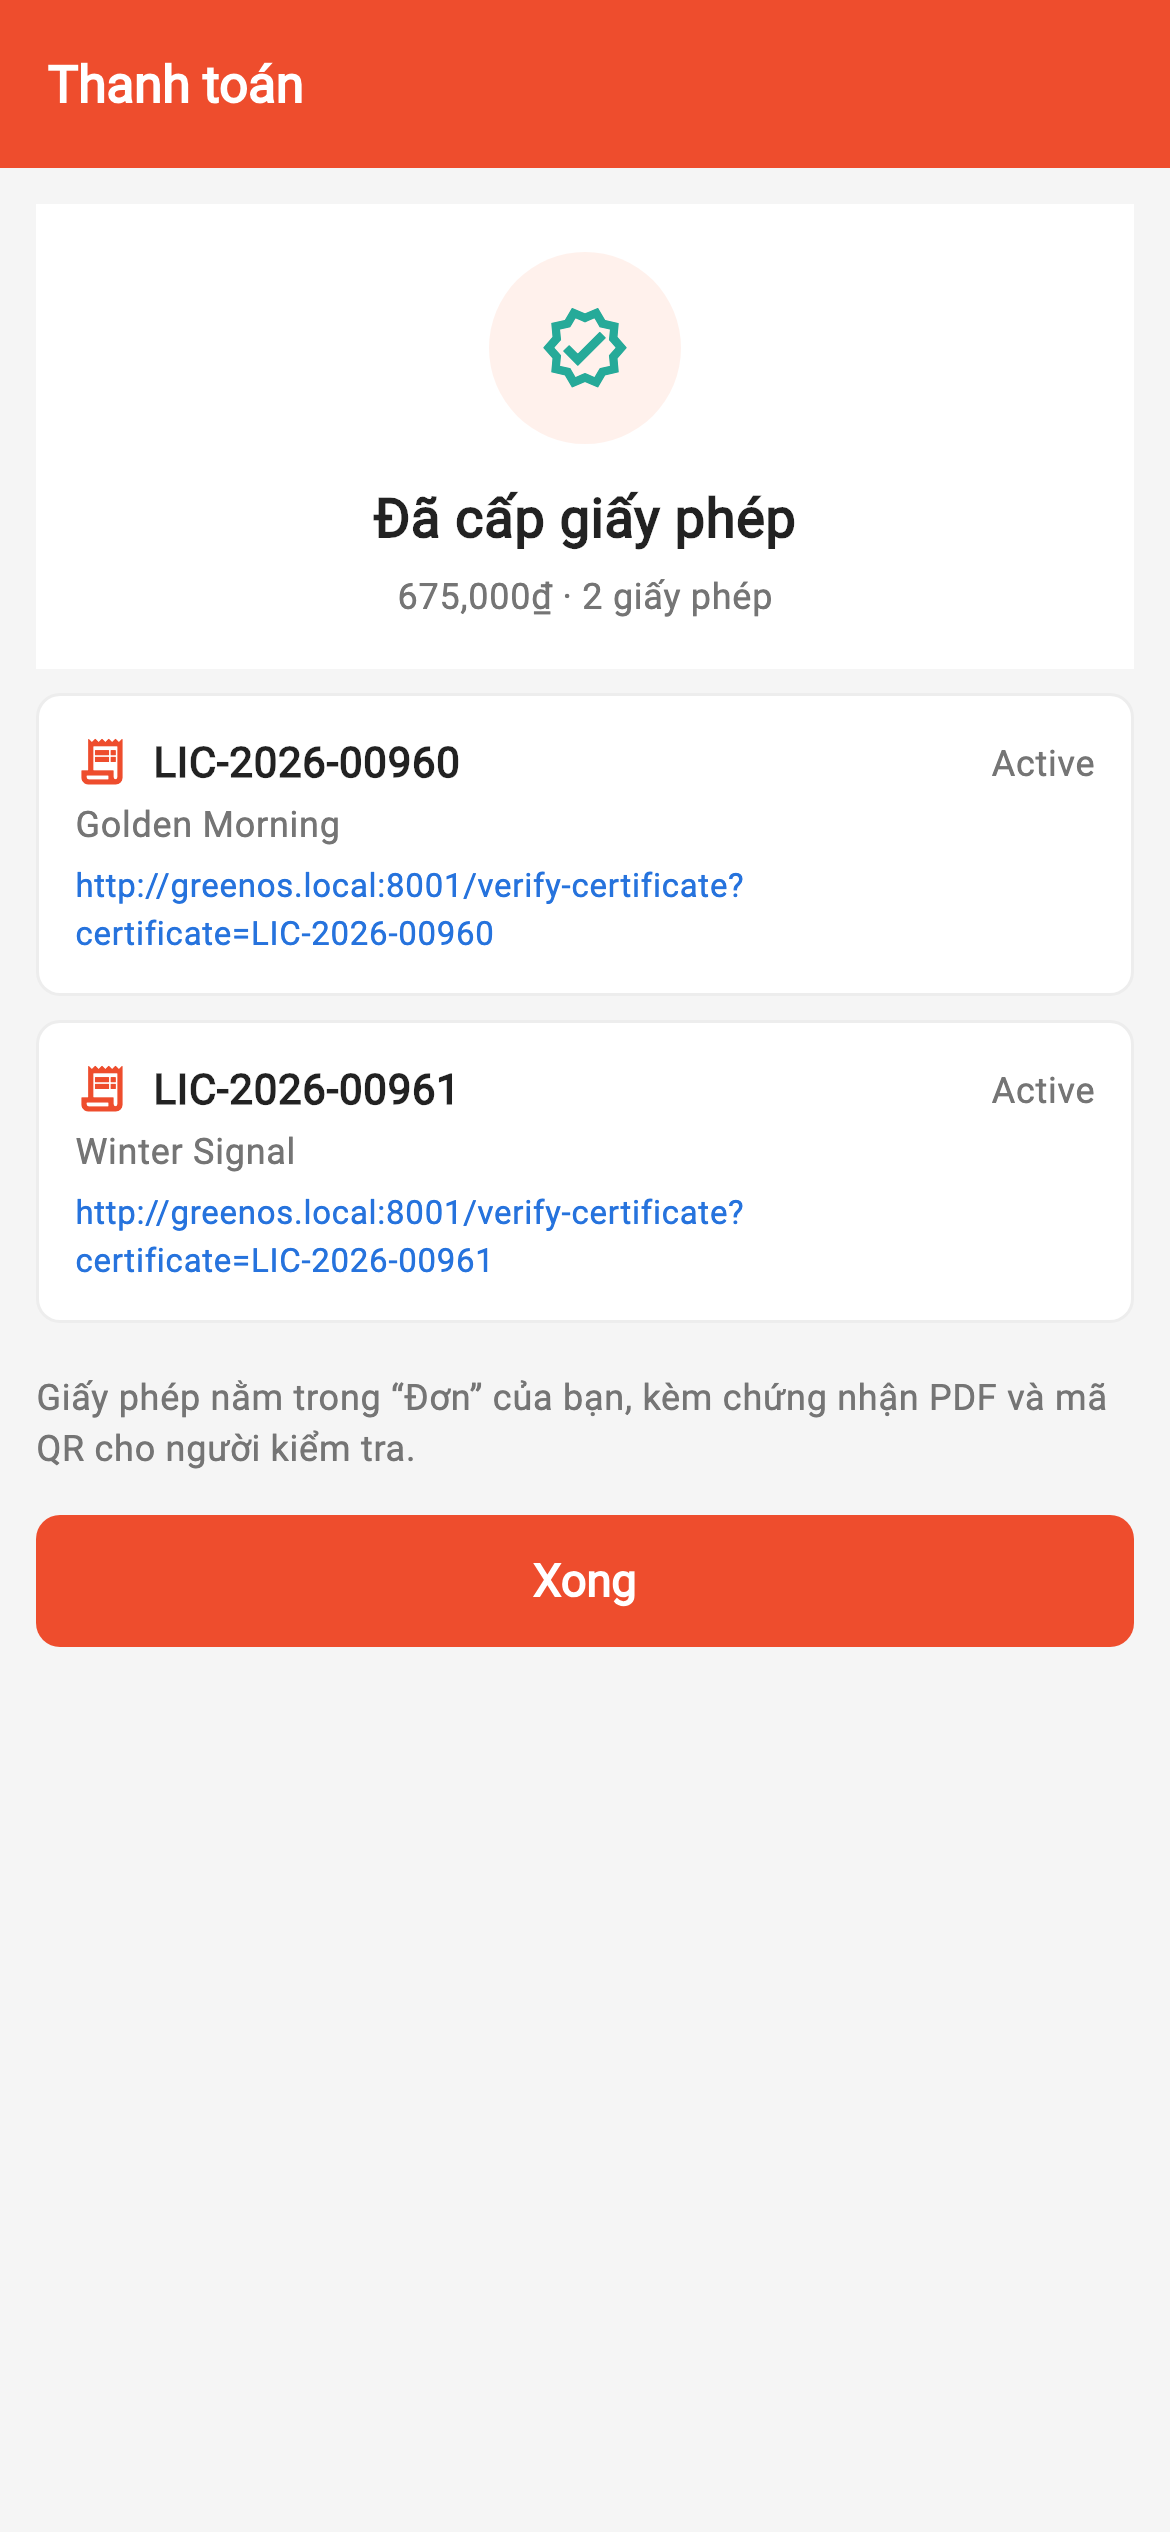 Thanh toán
Đã cấp giấy phép
675,000₫ · 2 giấy phép
LIC-2026-00960
Active
Golden Morning
http://greenos.local:8001/verify-certificate?
certificate=LIC-2026-00960
LIC-2026-00961
Active
Winter Signal
http://greenos.local:8001/verify-certificate?
certificate=LIC-2026-00961
Giấy phép nằm trong “Đơn” của bạn, kèm chứng nhận PDF và mã
QR cho người kiểm tra.
Xong